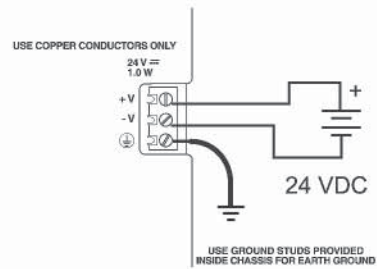 USE COPPER CONDUCTORS ONLY
24 V ⎓
1.0 W
+ V
- V
+
24 VDC
USE GROUND STUDS PROVIDED
INSIDE CHASSIS FOR EARTH GROUND